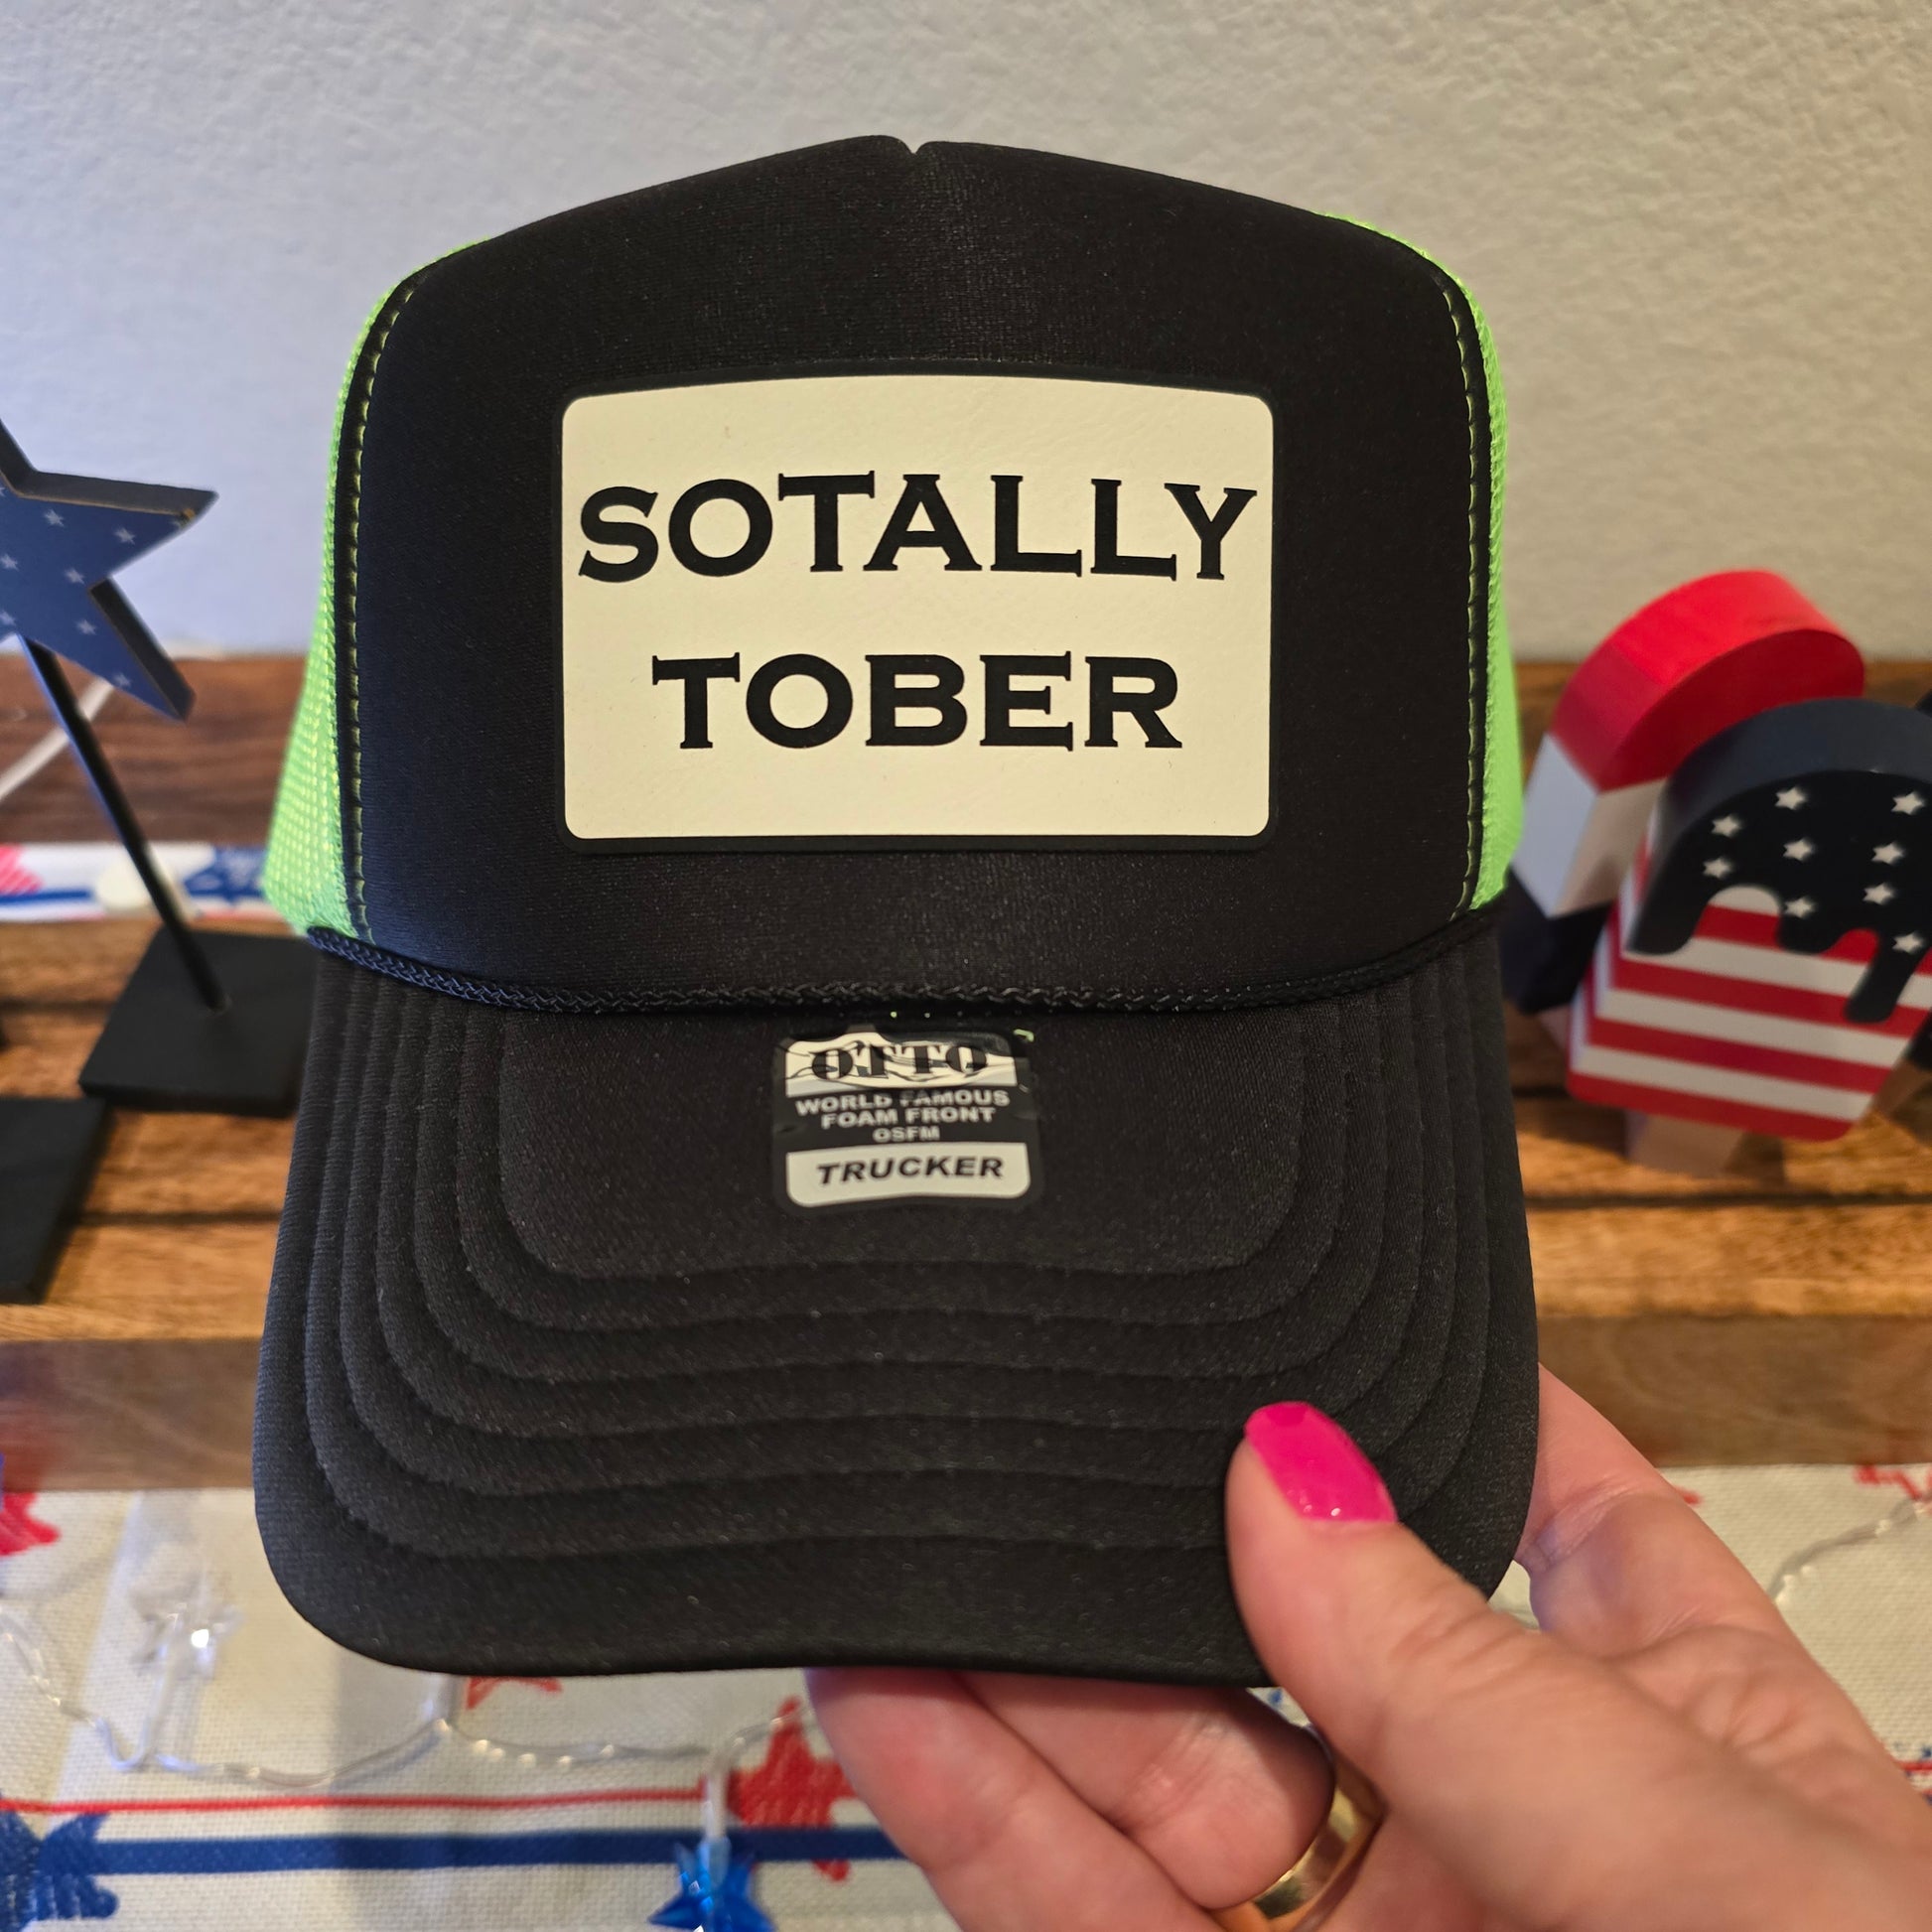 SOTALLY
TOBER
OTTO
WORLD FAMOUS
FOAM FRONT
OSFM
TRUCKER